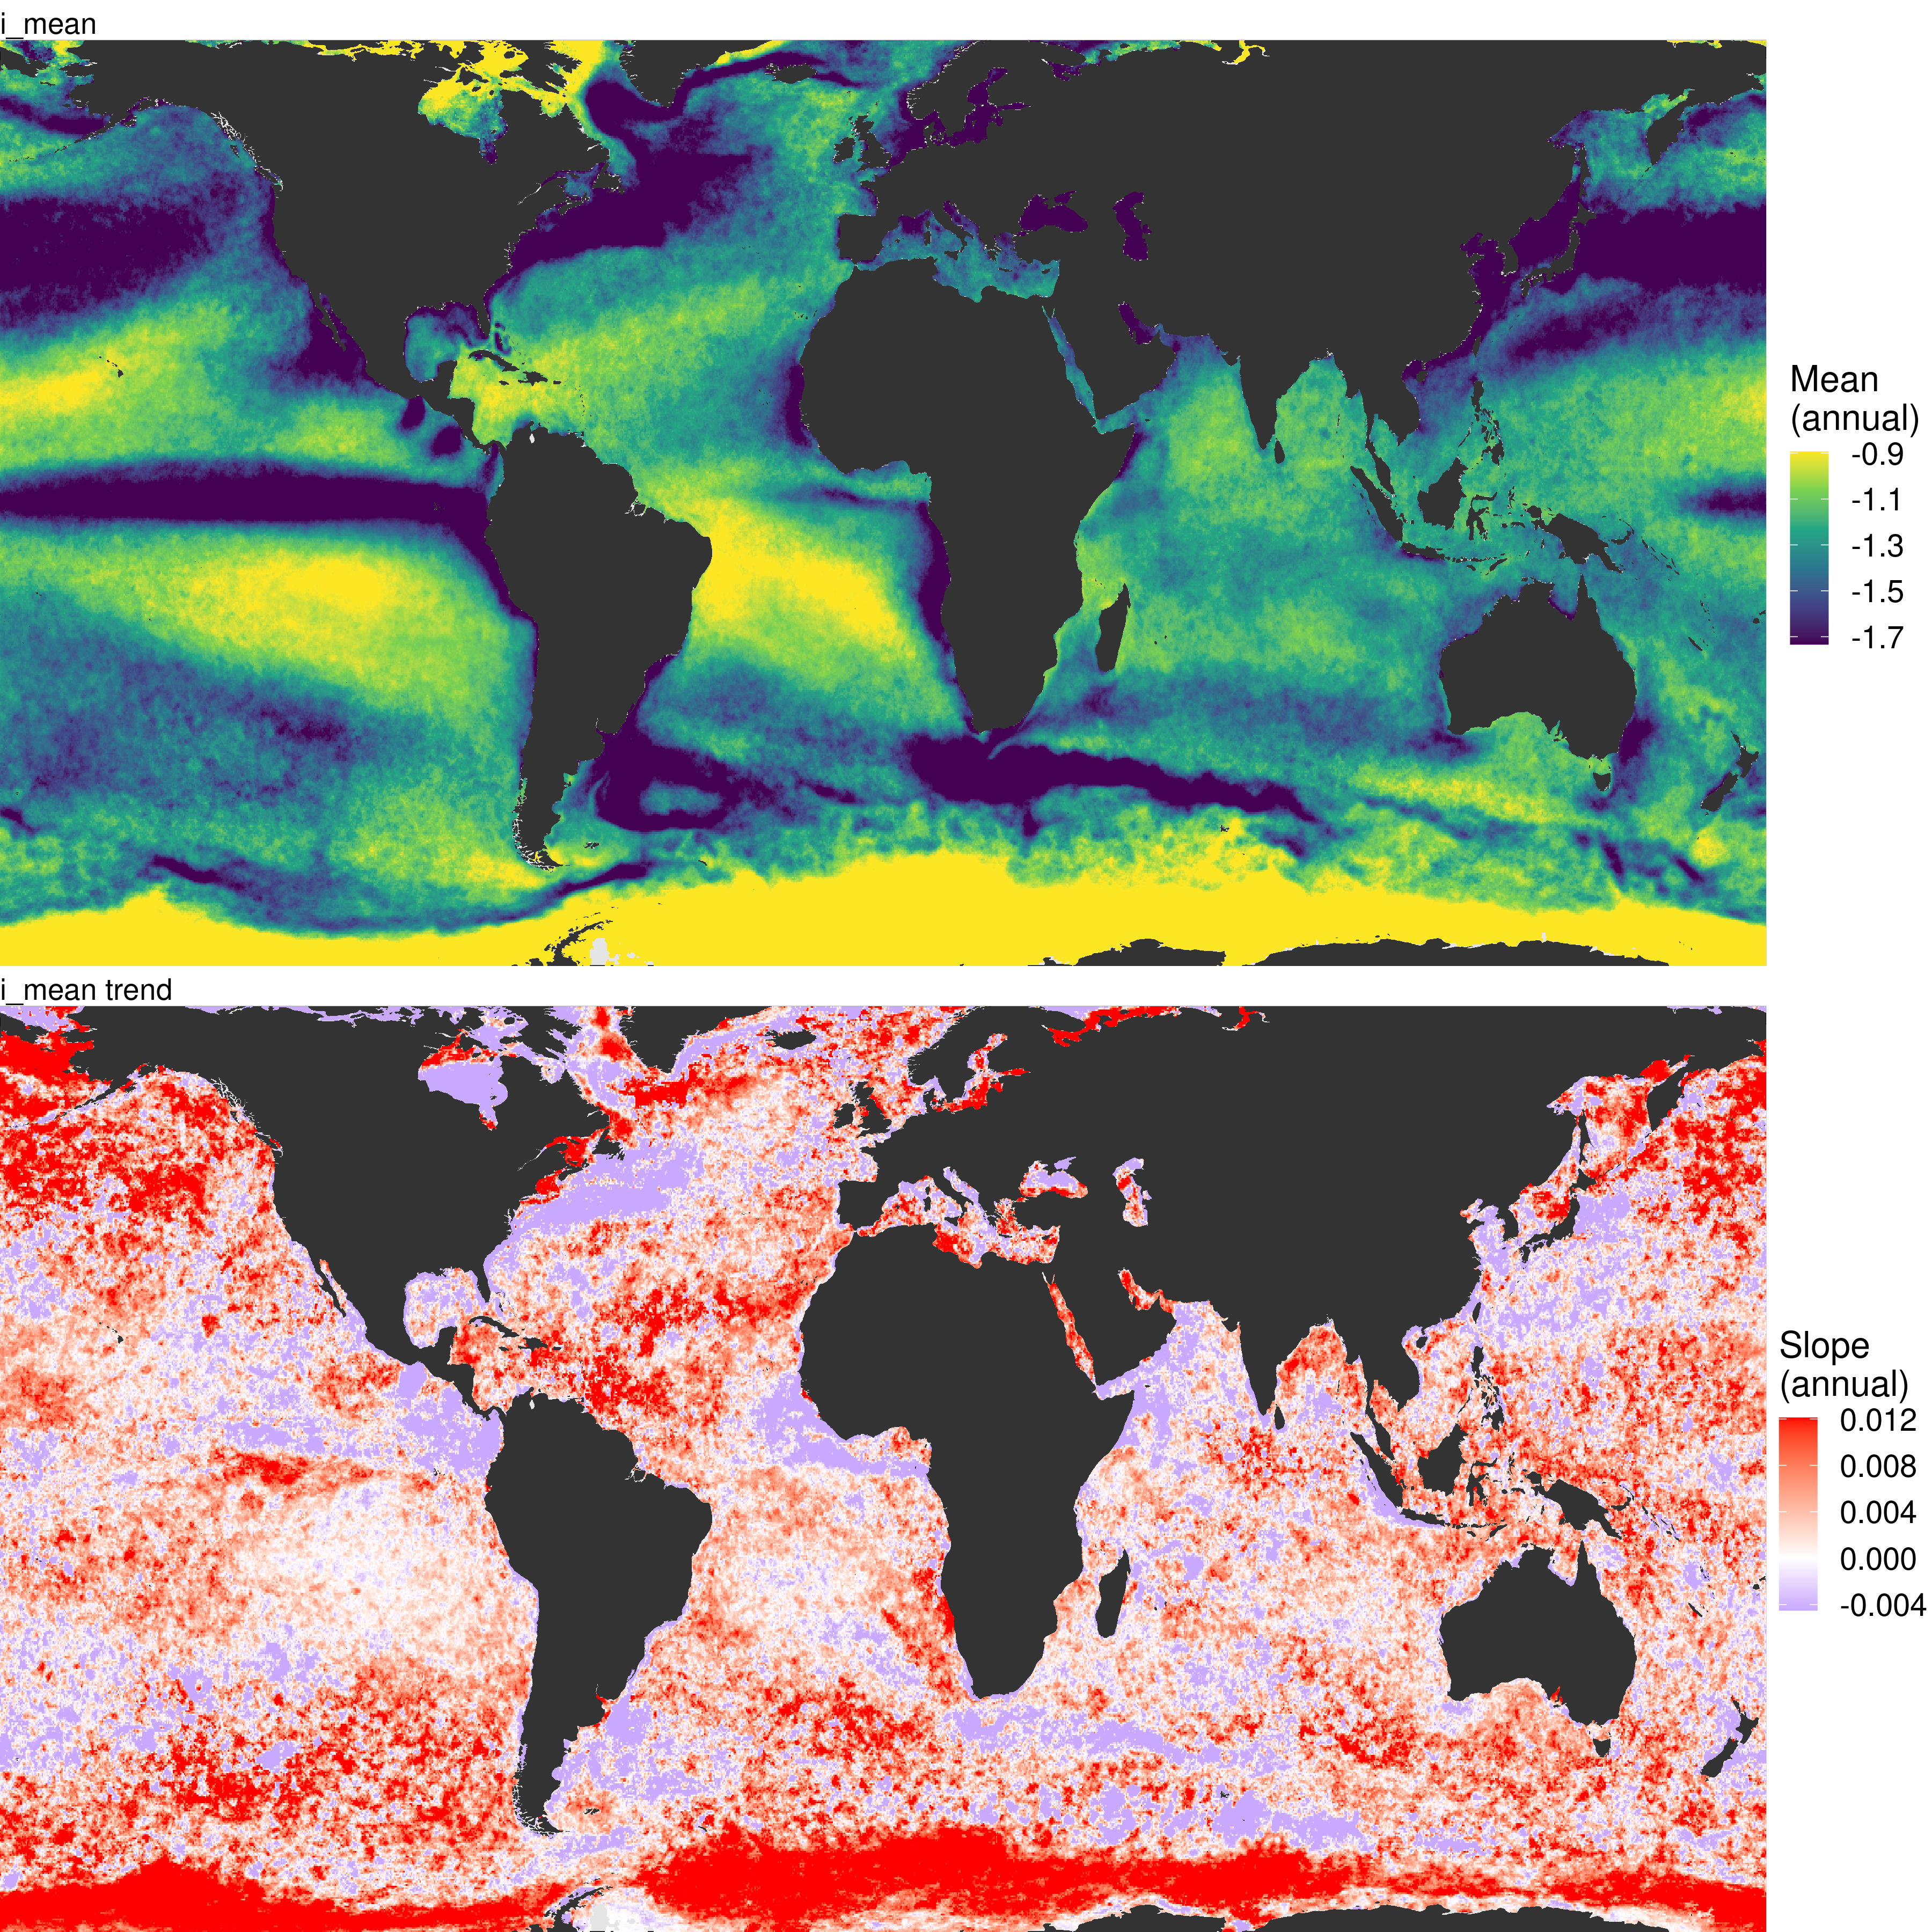 i_mean
Mean
(annual)
-0.9
-1.1
-1.3
-1.5
-1.7
i_mean trend
Slope
(annual)
0.012
0.008
0.004
0.000
-0.004